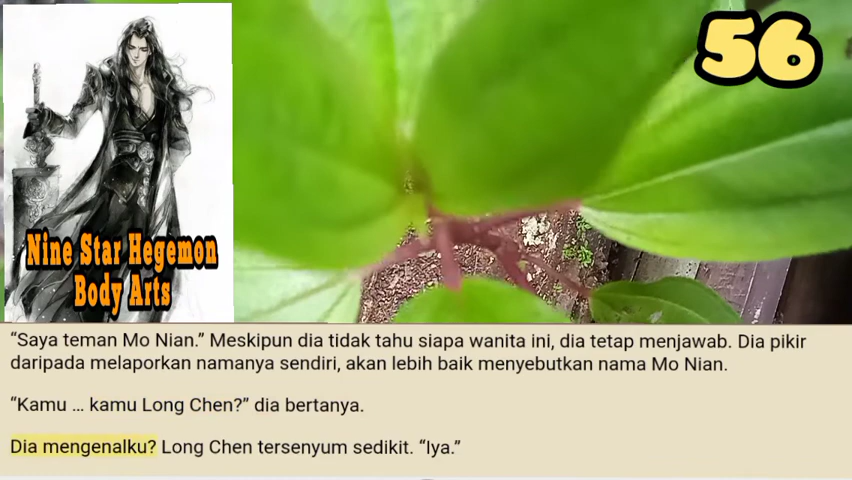 56
Nine Star Hegemon
Body Arts
“Saya teman Mo Nian.” Meskipun dia tidak tahu siapa wanita ini, dia tetap menjawab. Dia pikir
daripada melaporkan namanya sendiri, akan lebih baik menyebutkan nama Mo Nian.
“Kamu ... kamu Long Chen?” dia bertanya.
Dia mengenalku? Long Chen tersenyum sedikit. “Iya.”